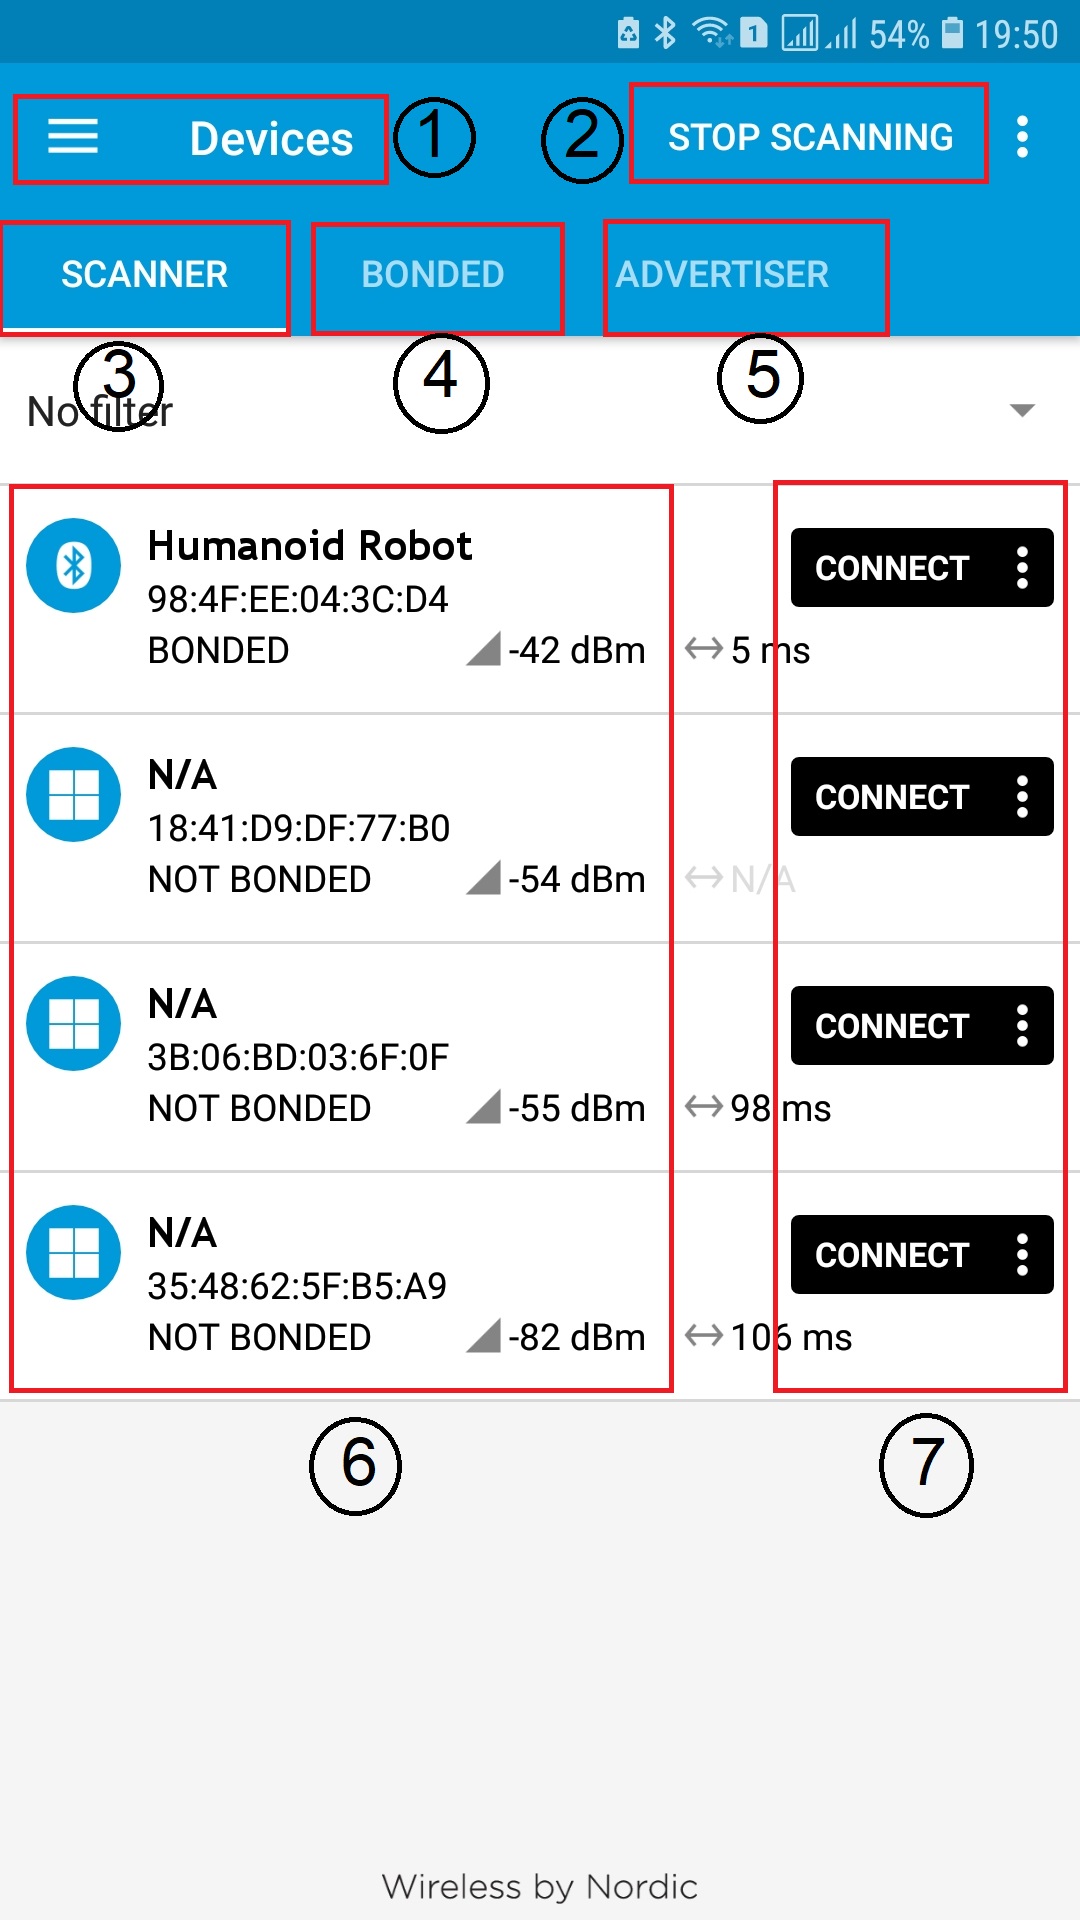 1 54% 19:50
Devices 1 2 STOP SCANNING
SCANNER BONDED ADVERTISER
3 4 5
No filter
Humanoid Robot CONNECT
98:4F:EE:04:3C:D4
BONDED -42 dBm 5 ms
N/A CONNECT
18:41:D9:DF:77:B0
NOT BONDED -54 dBm N/A
N/A CONNECT
3B:06:BD:03:6F:0F
NOT BONDED -55 dBm 98 ms
N/A CONNECT
35:48:62:5F:B5:A9
NOT BONDED -82 dBm 106 ms
6 7
Wireless by Nordic